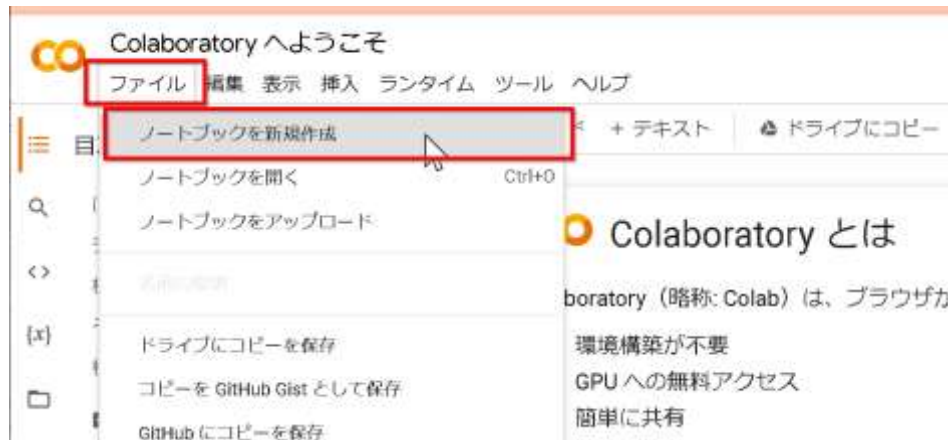 Colaboratory へようこそ
ファイル 編集 表示 挿入 ランタイム ツール ヘルプ
ノートブックを新規作成
+ テキスト ドライブにコピー
目
ノートブックを開く Ctrl+O
ノートブックをアップロード
Colaboratory とは
<>
boratory（略称: Colab）は、ブラウザか
{x}
ドライブにコピーを保存
環境構築が不要
コピーを GitHub Gist として保存
GPU への無料アクセス
簡単に共有
GitHub にコピーを保存